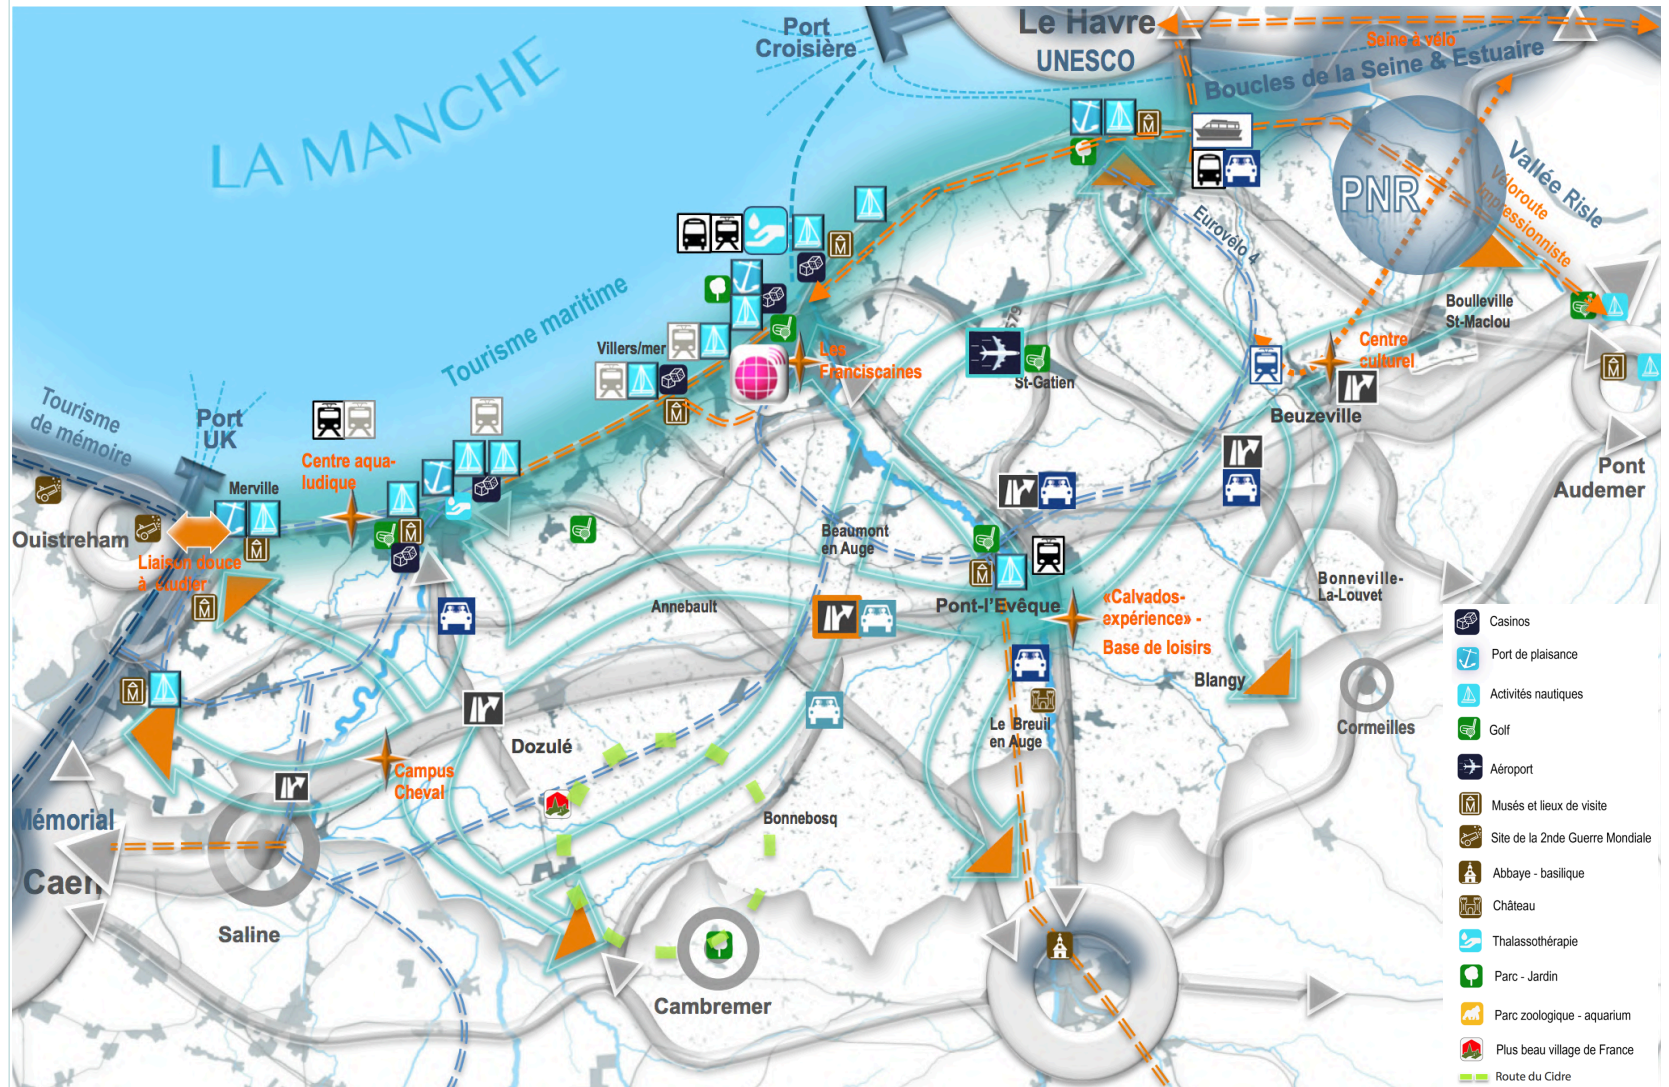 Port
Croisière
Le Havre
UNESCO
Seine à vélo
Boucles de la Seine & Estuaire
LA MANCHE
PNR
Vallée Risle
Véloroute
impressionniste
Eurovélo 4
Tourisme maritime
Boulleville
St-Maclou
Villers/mer
Les
Franciscaines
St-Gatien
Centre
culturel
Beuzeville
Tourisme
de mémoire
Port
UK
Centre aqua-
ludique
Merville
Pont
Audemer
Ouistreham
Liaison douce
à étudier
Beaumont
en Auge
Annebault
Pont-l'Evêque
«Calvados-
expérience» -
Base de loisirs
Bonneville-
La-Louvet
Blangy
Cormeilles
Le Breuil
en Auge
Dozulé
Campus
Cheval
Bonnebosq
Mémorial
Caen
Saline
Cambremer
Casinos
Port de plaisance
Activités nautiques
Golf
Aéroport
Musés et lieux de visite
Site de la 2nde Guerre Mondiale
Abbaye - basilique
Château
Thalassothérapie
Parc - Jardin
Parc zoologique - aquarium
Plus beau village de France
Route du Cidre